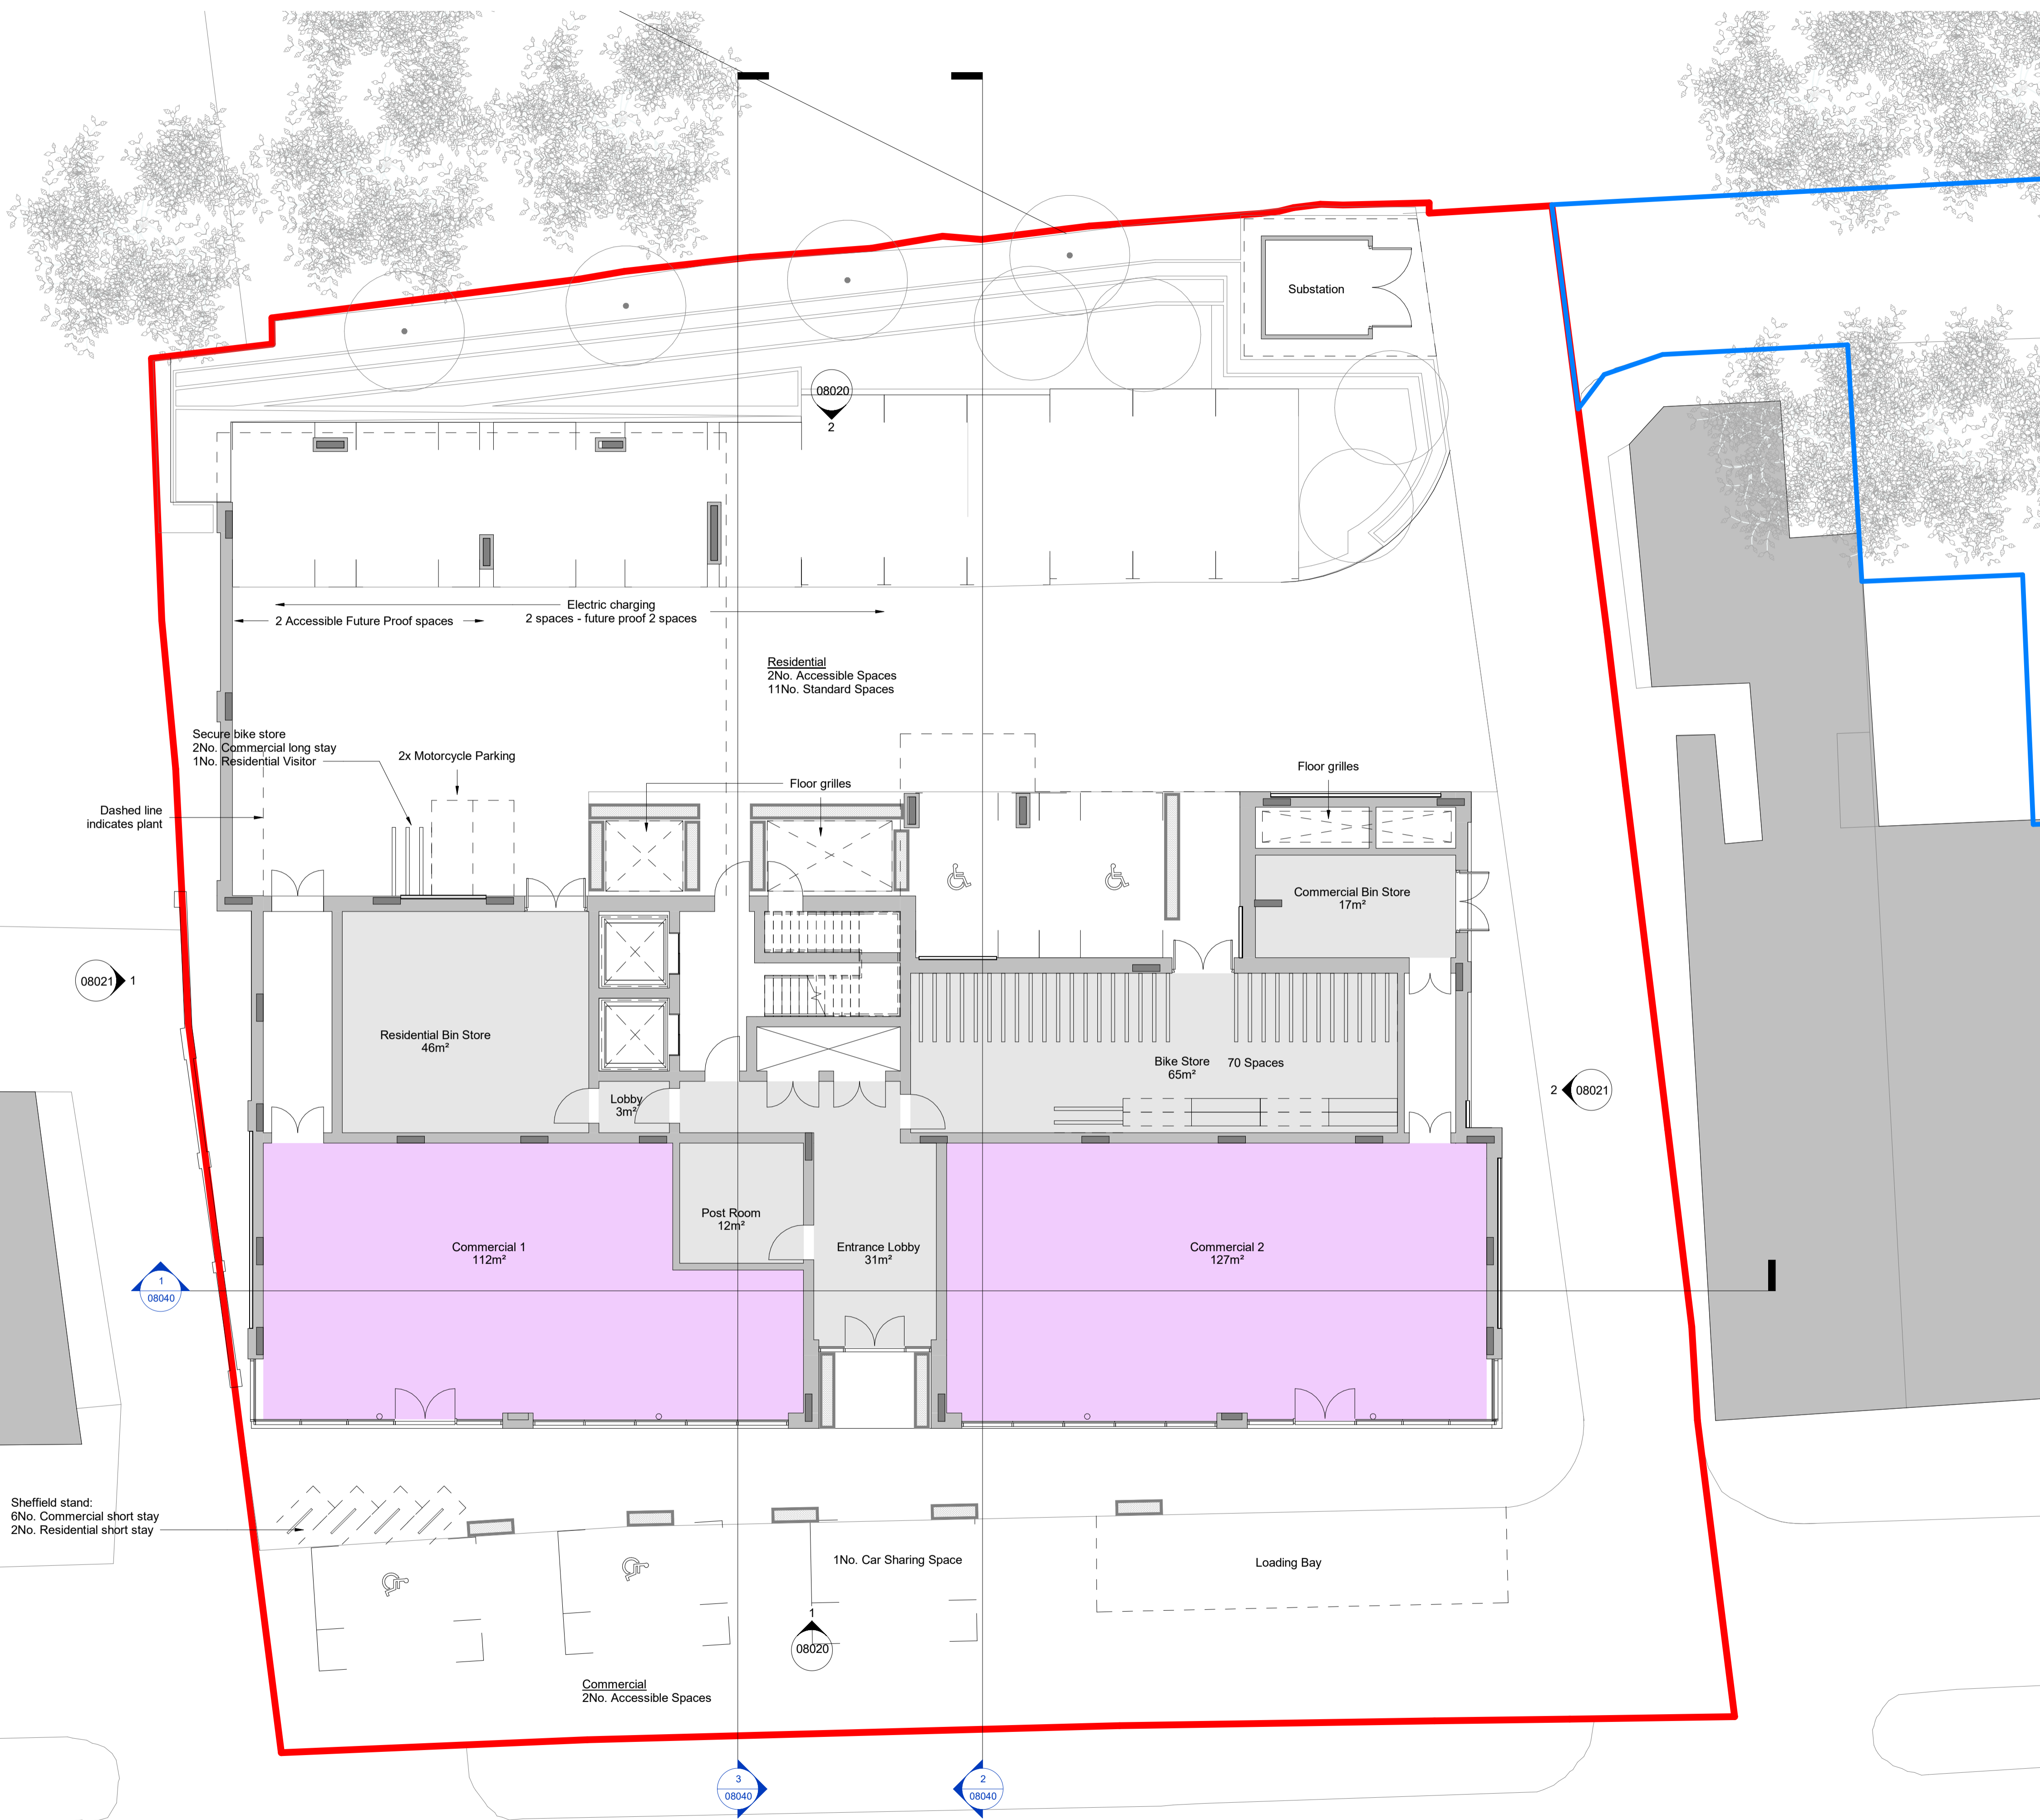 Substation
08020
2
Electric charging
2 spaces - future proof 2 spaces
2 Accessible Future Proof spaces
Residential
2No. Accessible Spaces
11No. Standard Spaces
Secure bike store
2No. Commercial long stay
1No. Residential Visitor
2x Motorcycle Parking
Floor grilles
Floor grilles
Dashed line
indicates plant
Commercial Bin Store
17m²
08021
1
Residential Bin Store
46m²
Bike Store
65m²
70 Spaces
2
08021
Lobby
3m²
Post Room
12m²
Commercial 1
112m²
Entrance Lobby
31m²
Commercial 2
127m²
1
08040
Sheffield stand:
6No. Commercial short stay
2No. Residential short stay
1No. Car Sharing Space
Loading Bay
1
08020
Commercial
2No. Accessible Spaces
3
08040
2
08040